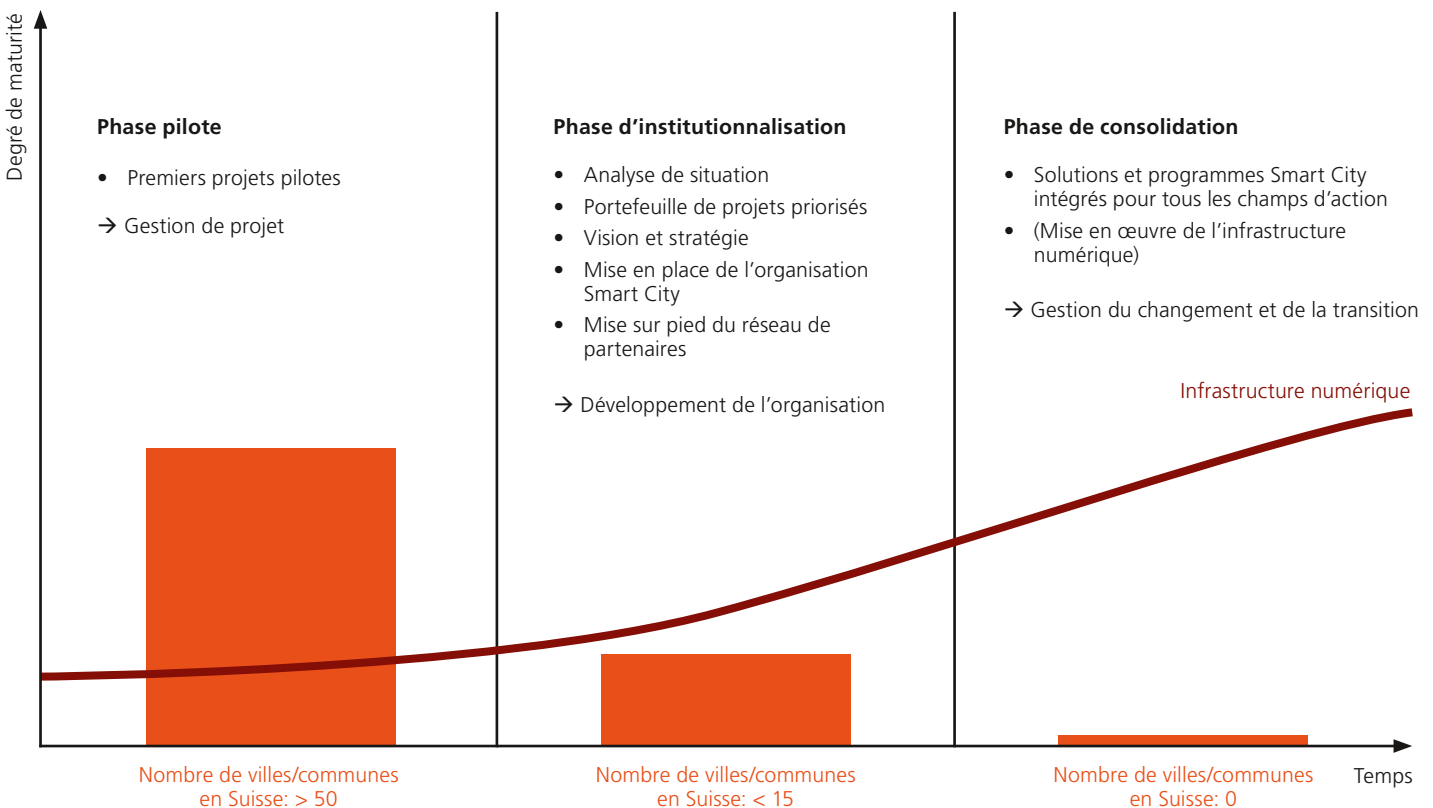 Degré de maturité
Phase pilote
• Premiers projets pilotes
→ Gestion de projet
Phase d’institutionnalisation
• Analyse de situation
• Portefeuille de projets priorisés
• Vision et stratégie
• Mise en place de l’organisation
Smart City
• Mise sur pied du réseau de
partenaires
→ Développement de l’organisation
Phase de consolidation
• Solutions et programmes Smart City
intégrés pour tous les champs d’action
• (Mise en œuvre de l’infrastructure
numérique)
→ Gestion du changement et de la transition
Infrastructure numérique
Nombre de villes/communes
en Suisse: > 50
Nombre de villes/communes
en Suisse: < 15
Nombre de villes/communes
en Suisse: 0
Temps